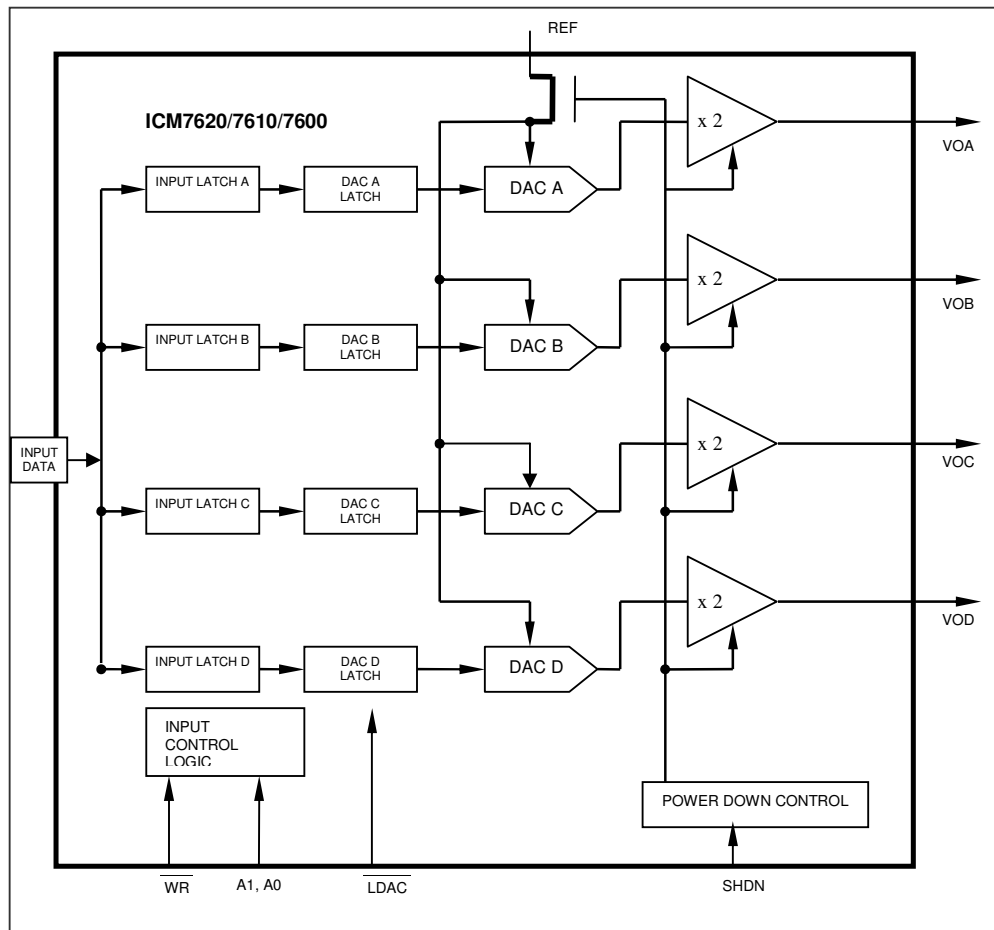 REF
ICM7620/7610/7600
x 2
VOA
INPUT LATCH A
DAC A
LATCH
DAC A
x 2
VOB
INPUT LATCH B
DAC B
LATCH
DAC B
INPUT
DATA
x 2
VOC
INPUT LATCH C
DAC C
LATCH
DAC C
x 2
VOD
INPUT LATCH D
DAC D
LATCH
DAC D
INPUT
CONTROL
LOGIC
POWER DOWN CONTROL
WR
A1, A0
LDAC
SHDN